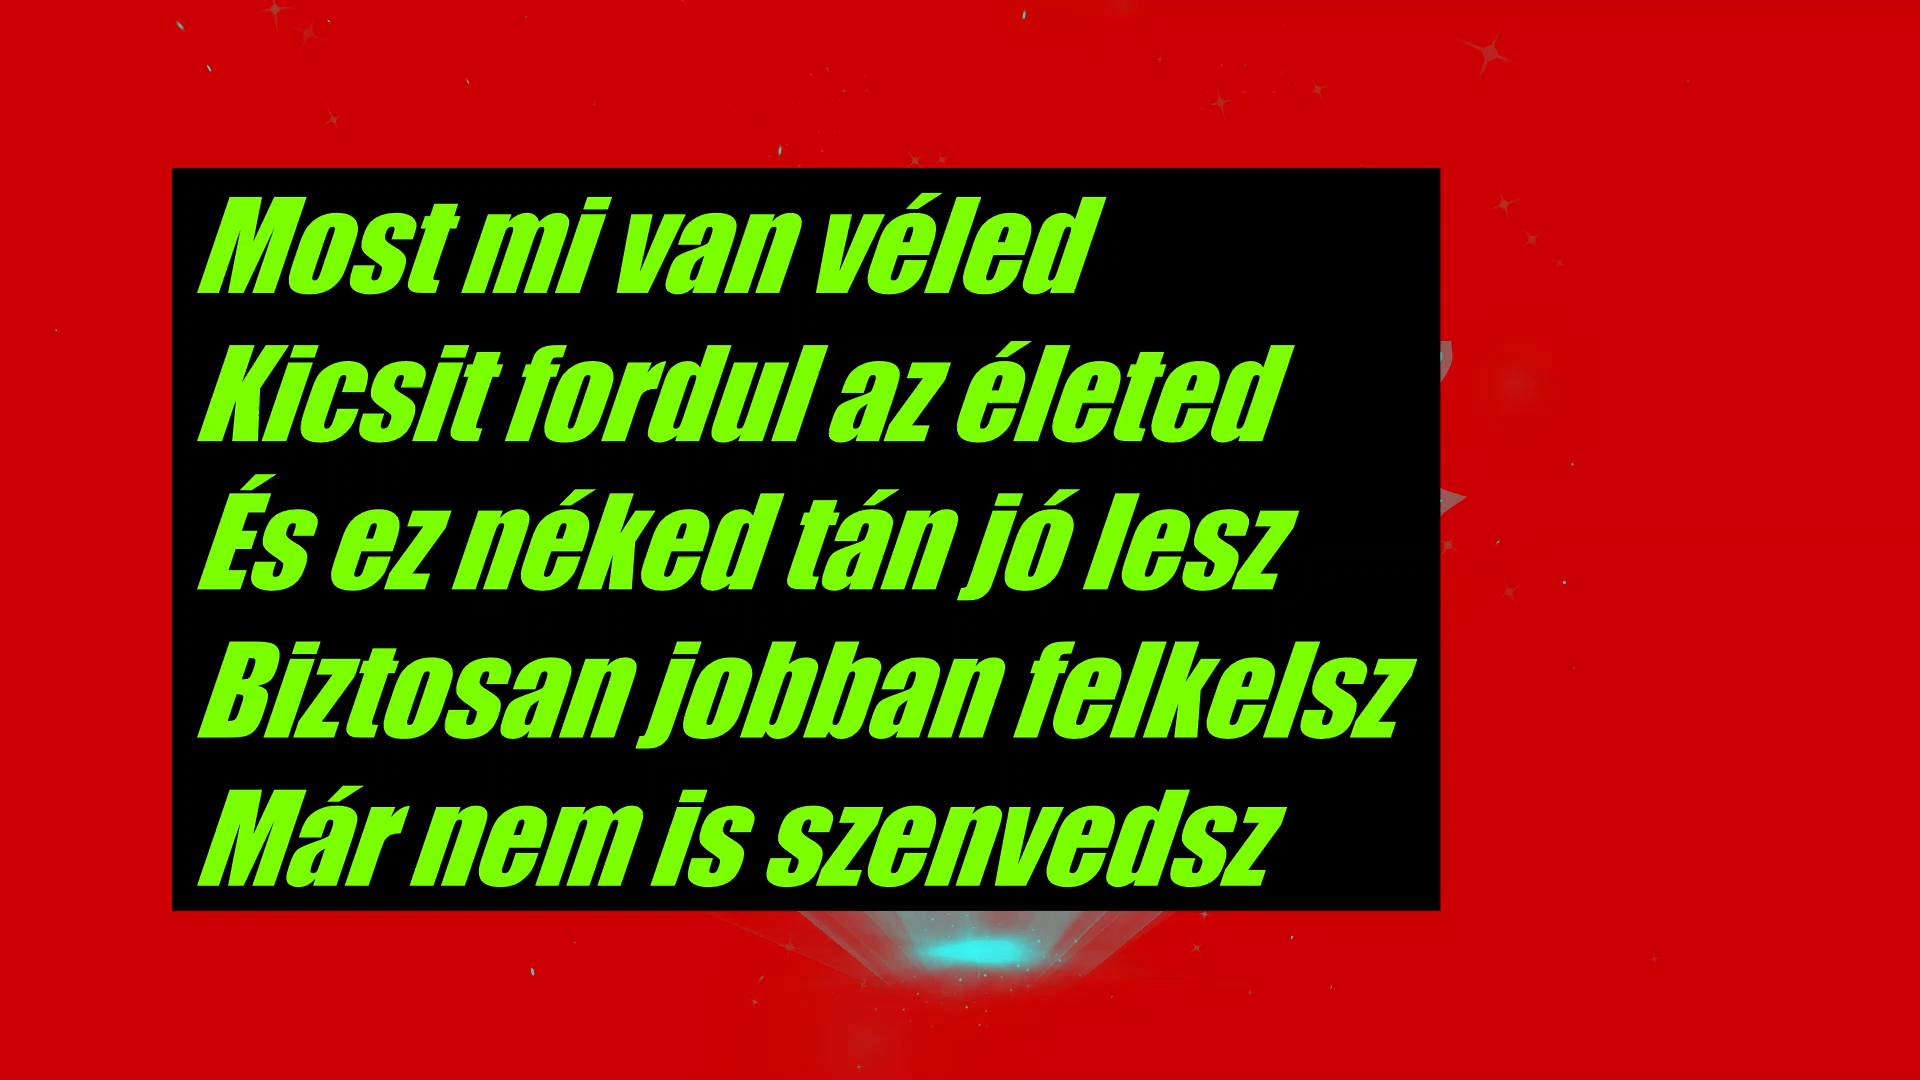 Most mi van véled
Kicsit fordul az életed
És ez néked tán jó lesz
Biztosan jobban felkelsz
Már nem is szenvedsz